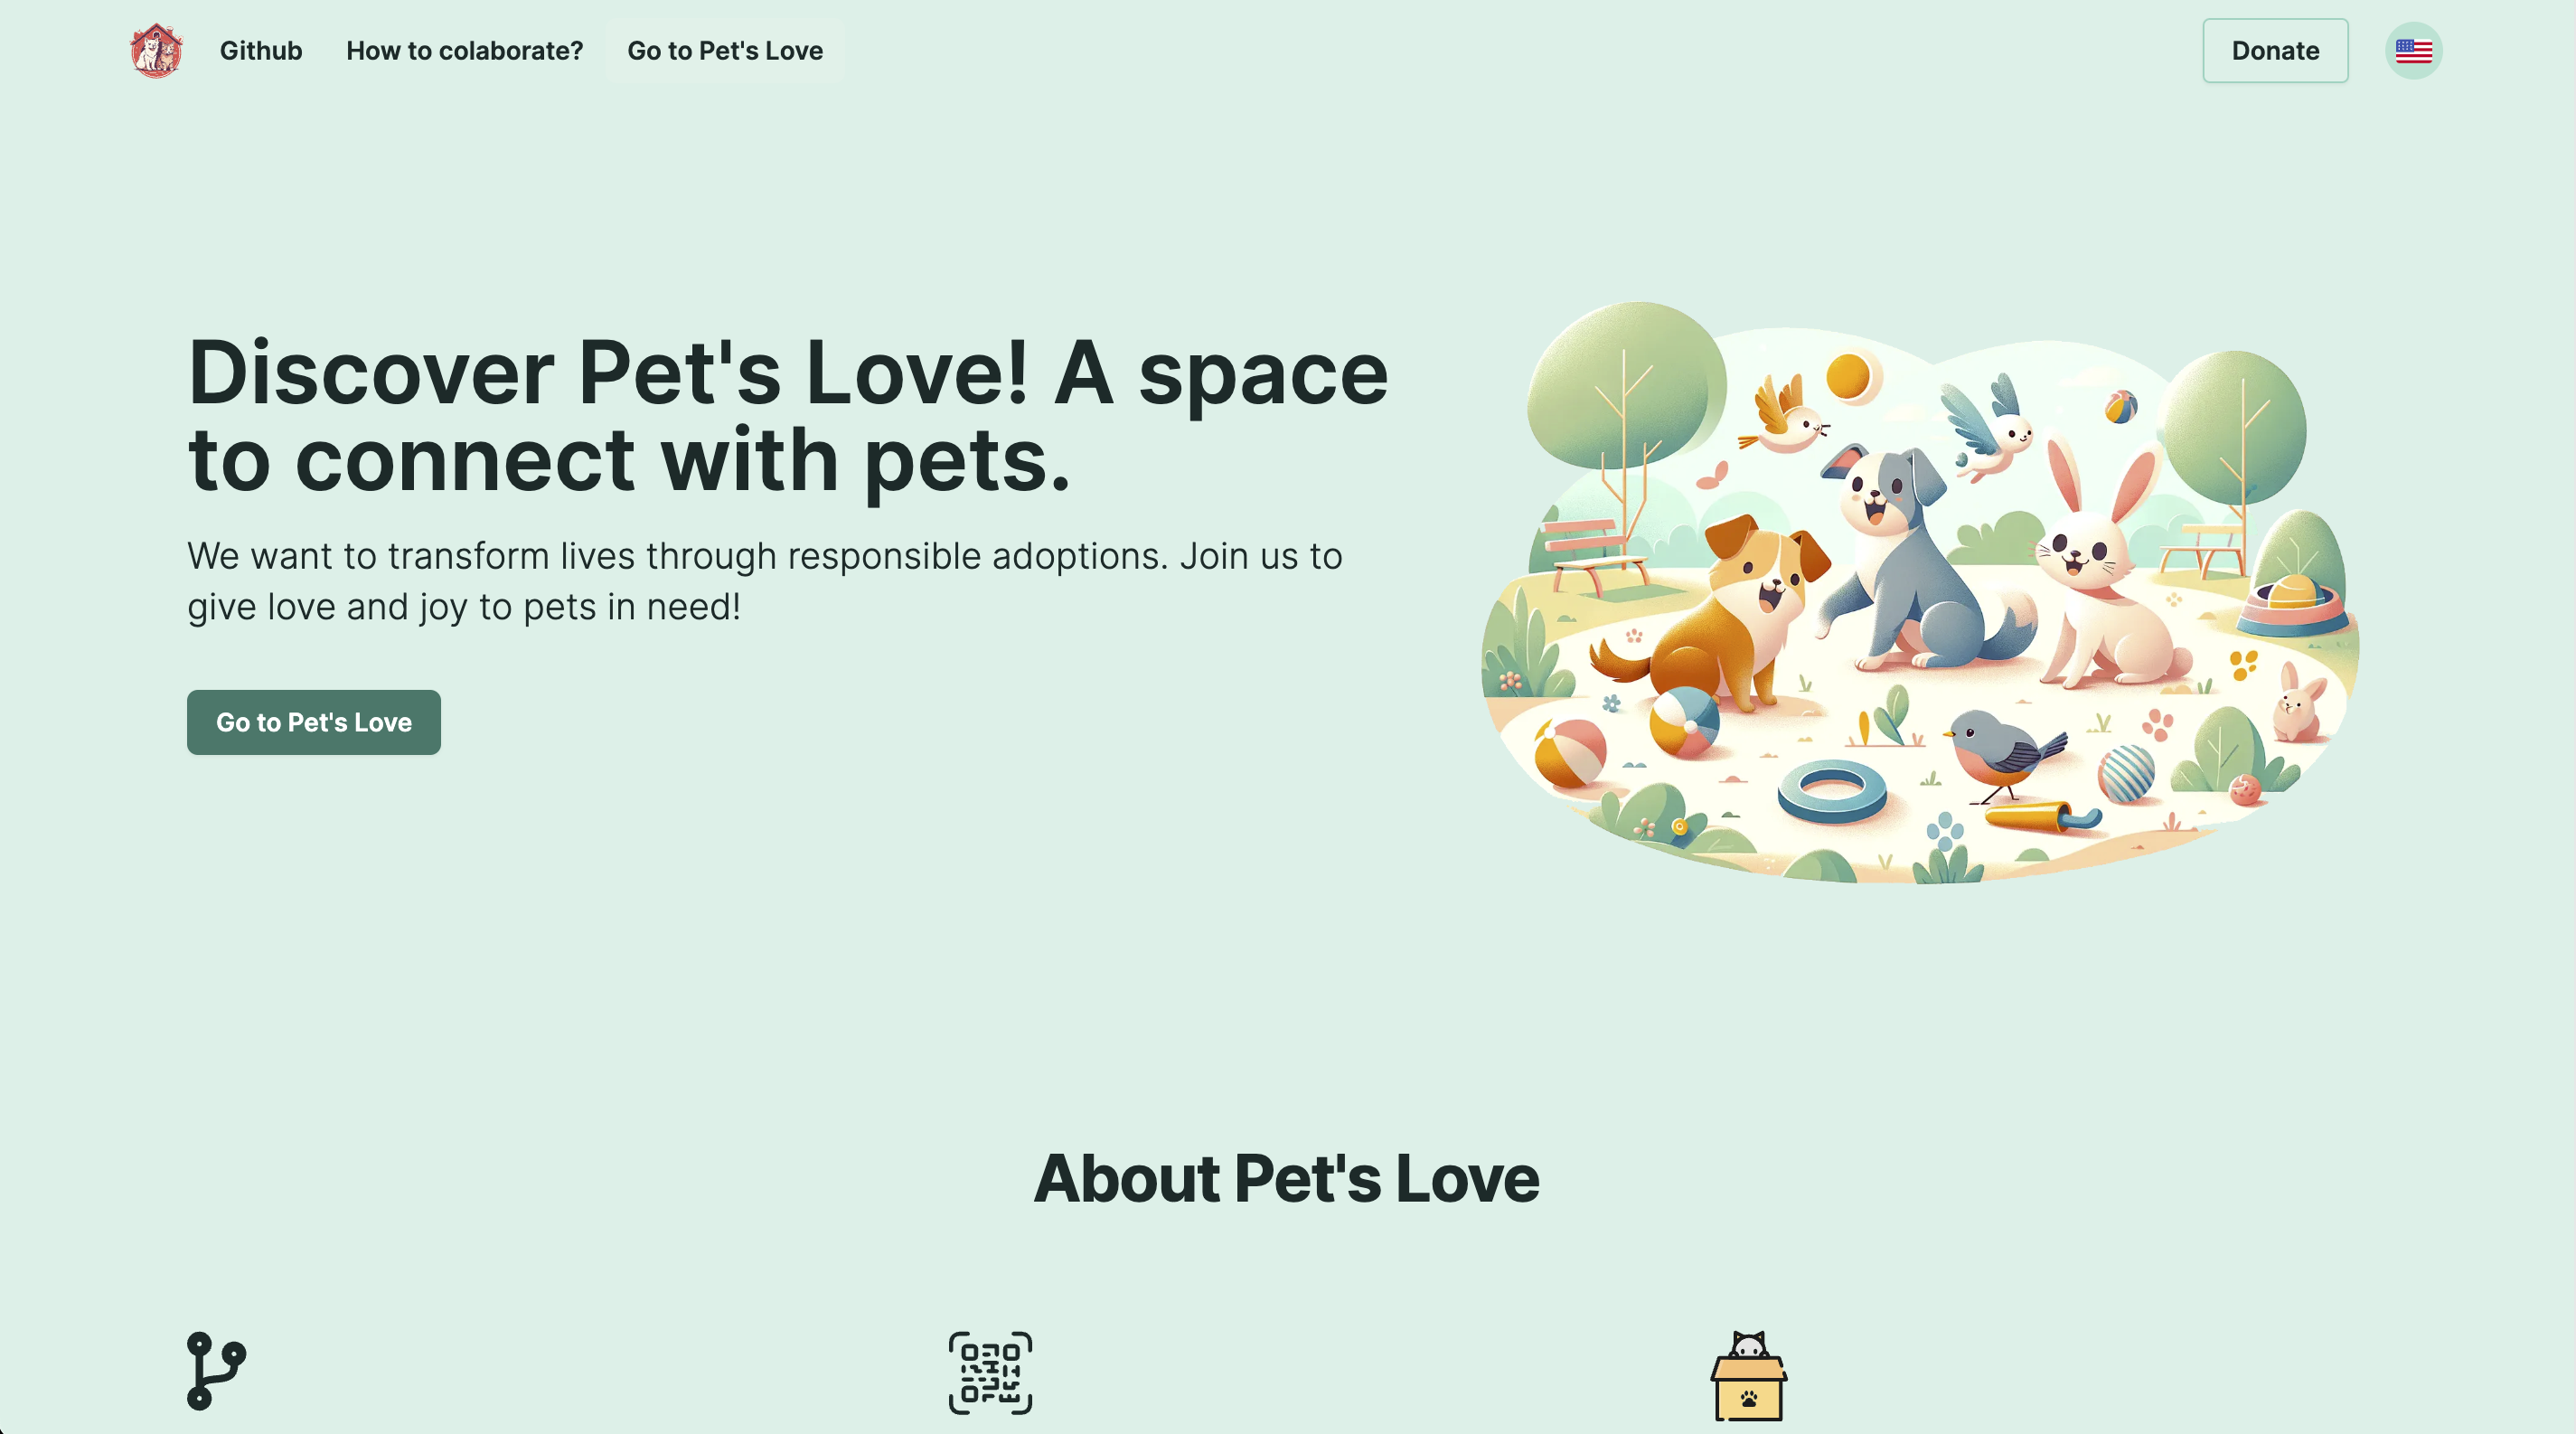 Github
How to colaborate?
Go to Pet's Love
Donate
Discover Pet's Love! A space
to connect with pets.
We want to transform lives through responsible adoptions. Join us to
give love and joy to pets in need!
Go to Pet's Love
About Pet's Love